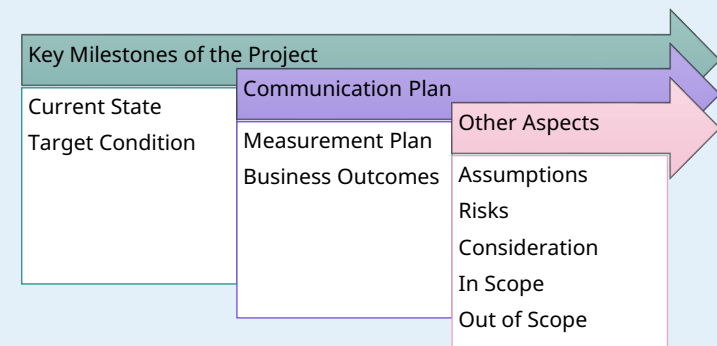 Key Milestones of the Project
Current State
Target Condition
Communication Plan
Measurement Plan
Business Outcomes
Other Aspects
Assumptions
Risks
Consideration
In Scope
Out of Scope